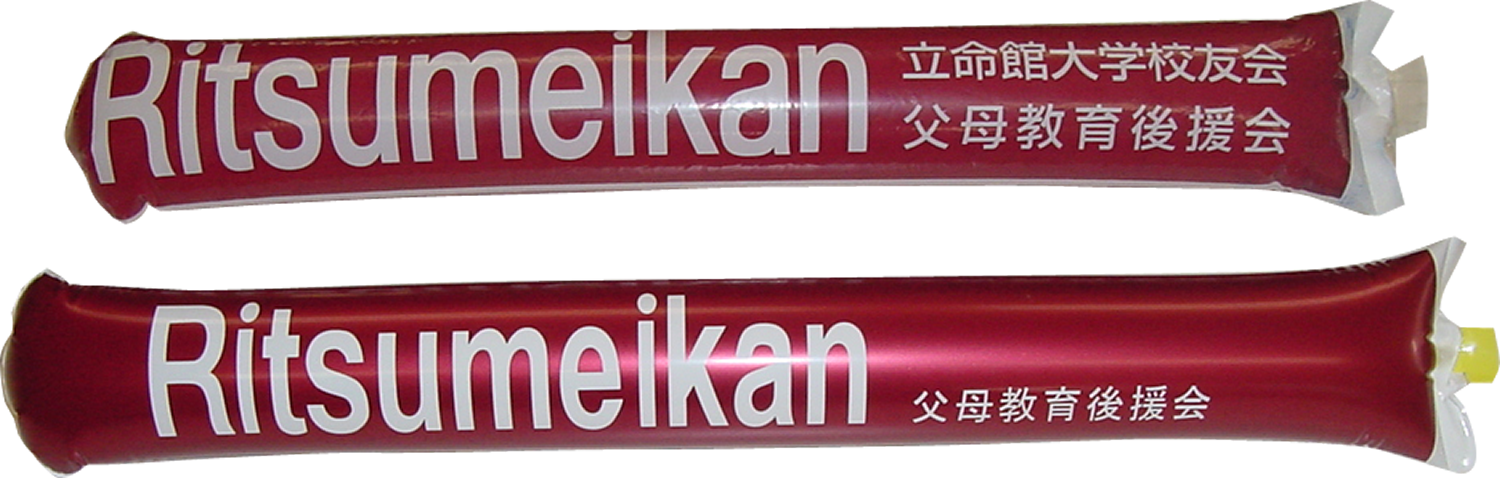 Ritsumeikan
立命館大学校友会
父母教育後援会
Ritsumeikan
父母教育後援会